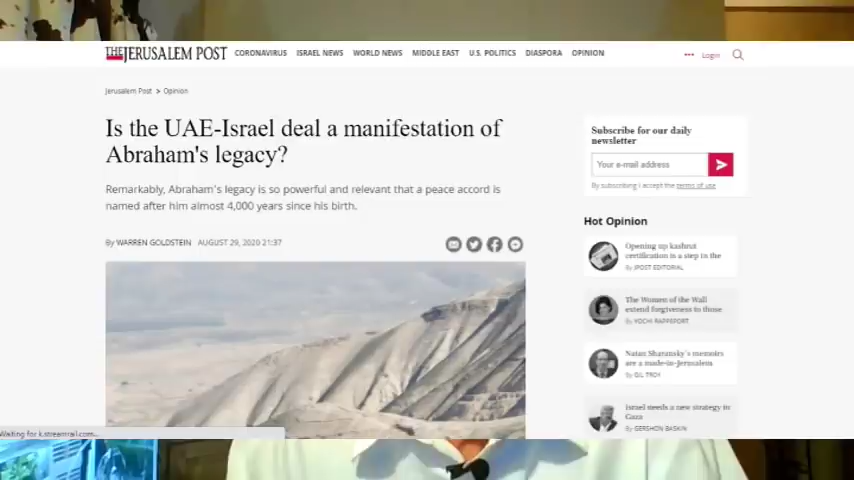 THE JERUSALEM POST
CORONAVIRUS ISRAEL NEWS WORLD NEWS MIDDLE EAST U.S. POLITICS DIASPORA OPINION
Login
Jerusalem Post > Opinion
Is the UAE-Israel deal a manifestation of
Abraham's legacy?
Remarkably, Abraham's legacy is so powerful and relevant that a peace accord is
named after him almost 4,000 years since his birth.
By WARREN GOLDSTEIN AUGUST 29, 2020 21:37
Subscribe for our daily
newsletter
Your e-mail address
By subscribing I accept the terms of use
Hot Opinion
Opening up kashrut
certification is a step in the
By JPOST EDITORIAL
The Women of the Wall
extend forgiveness to those
By YOCHI RAPPEPORT
Natan Sharansky's memoirs
are a made-in-Jerusalem
By GIL TROY
Israel needs a new strategy to
Gaza
By GERSHON BASKIN
Waiting for k.streamrail.com...